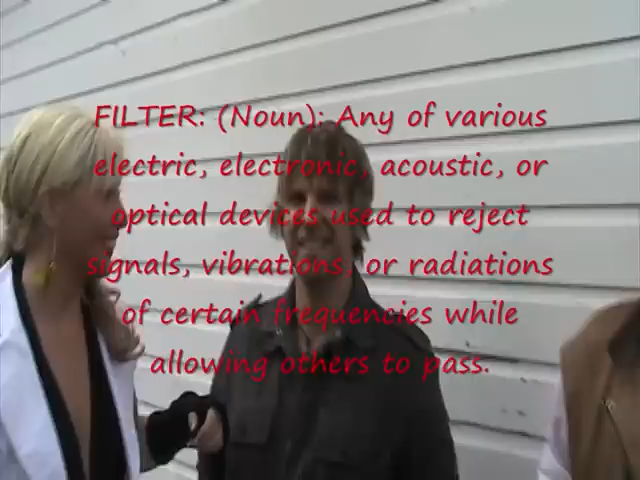 FILTER: (Noun): Any of various
electric, electronic, acoustic, or
optical devices used to reject
signals, vibrations, or radiations
of certain frequencies while
allowing others to pass.